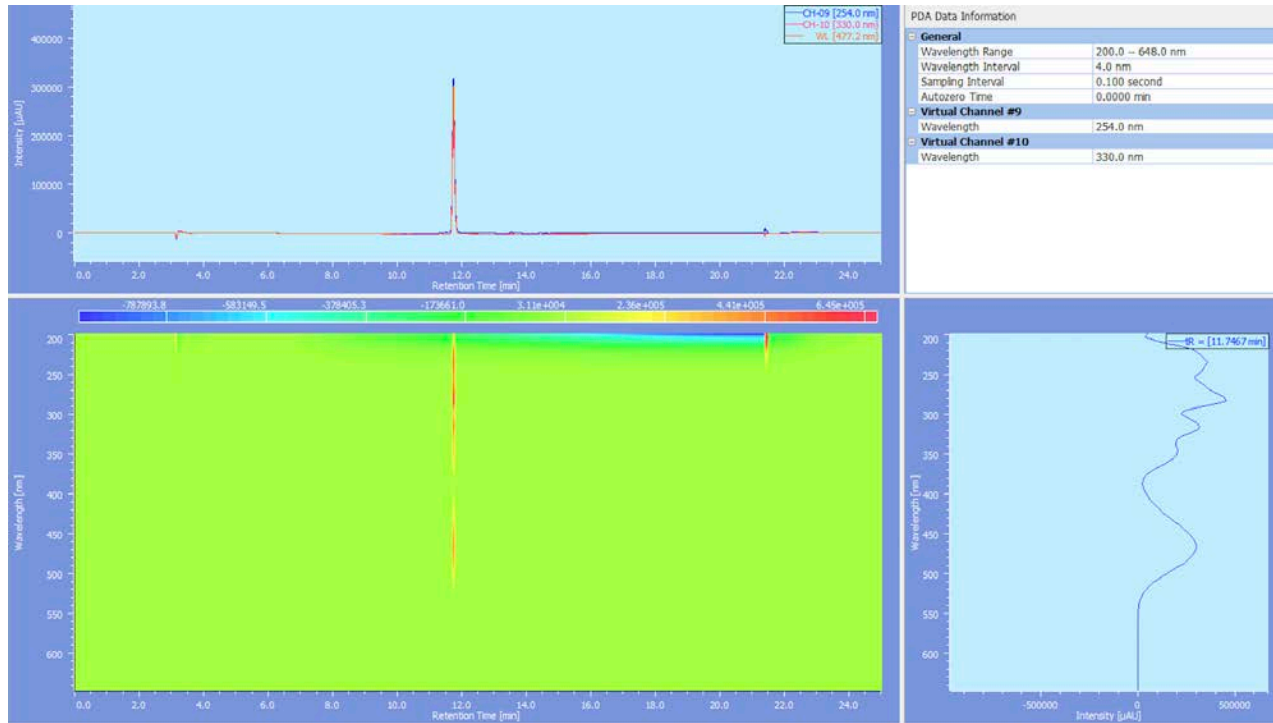 CH-09 [254.0 nm]
CH-10 [330.0 nm]
WL [477.2 nm]
Intensity [µAU]
400000
300000
200000
100000
0
0.0 2.0 4.0 6.0 8.0 10.0 12.0 14.0 16.0 18.0 20.0 22.0 24.0
Retention Time [min]
PDA Data Information
General
Wavelength Range 200.0 – 648.0 nm
Wavelength Interval 4.0 nm
Sampling Interval 0.100 second
Autozero Time 0.0000 min
Virtual Channel #9
Wavelength 254.0 nm
Virtual Channel #10
Wavelength 330.0 nm
-787893.8 -583149.5 -378405.3 -173661.0 3.11e+004 2.36e+005 4.41e+005 6.45e+005
Wavelength [nm]
200
250
300
350
400
450
500
550
600
0.0 2.0 4.0 6.0 8.0 10.0 12.0 14.0 16.0 18.0 20.0 22.0 24.0
Retention Time [min]
tR = [11.7467 min]
Wavelength [nm]
200
250
300
350
400
450
500
550
600
-500000 0 500000
Intensity [µAU]